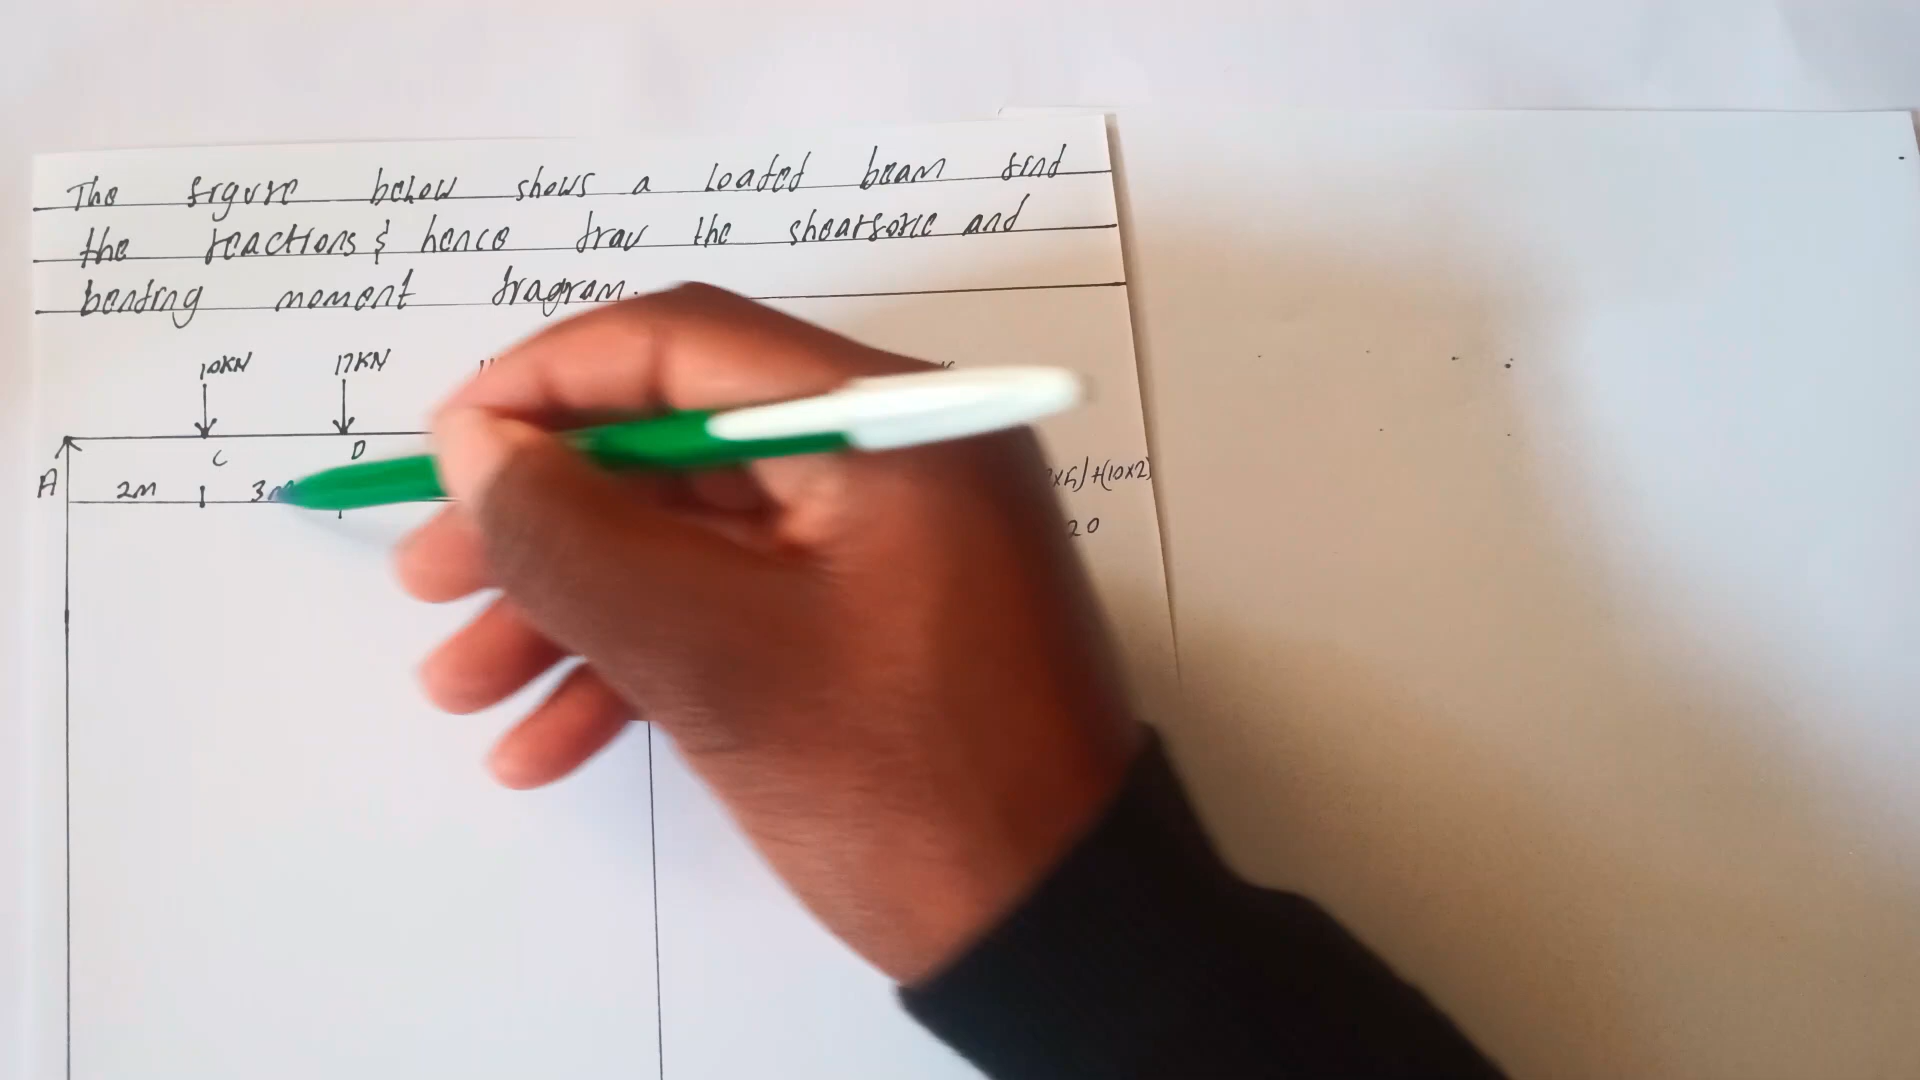 The figure below shows a loaded beam find
the reactions & hence draw the shearforce and
bending moment diagram.
10KN 17KN
C D
A 2m 3m
x5)+(10x2)
20